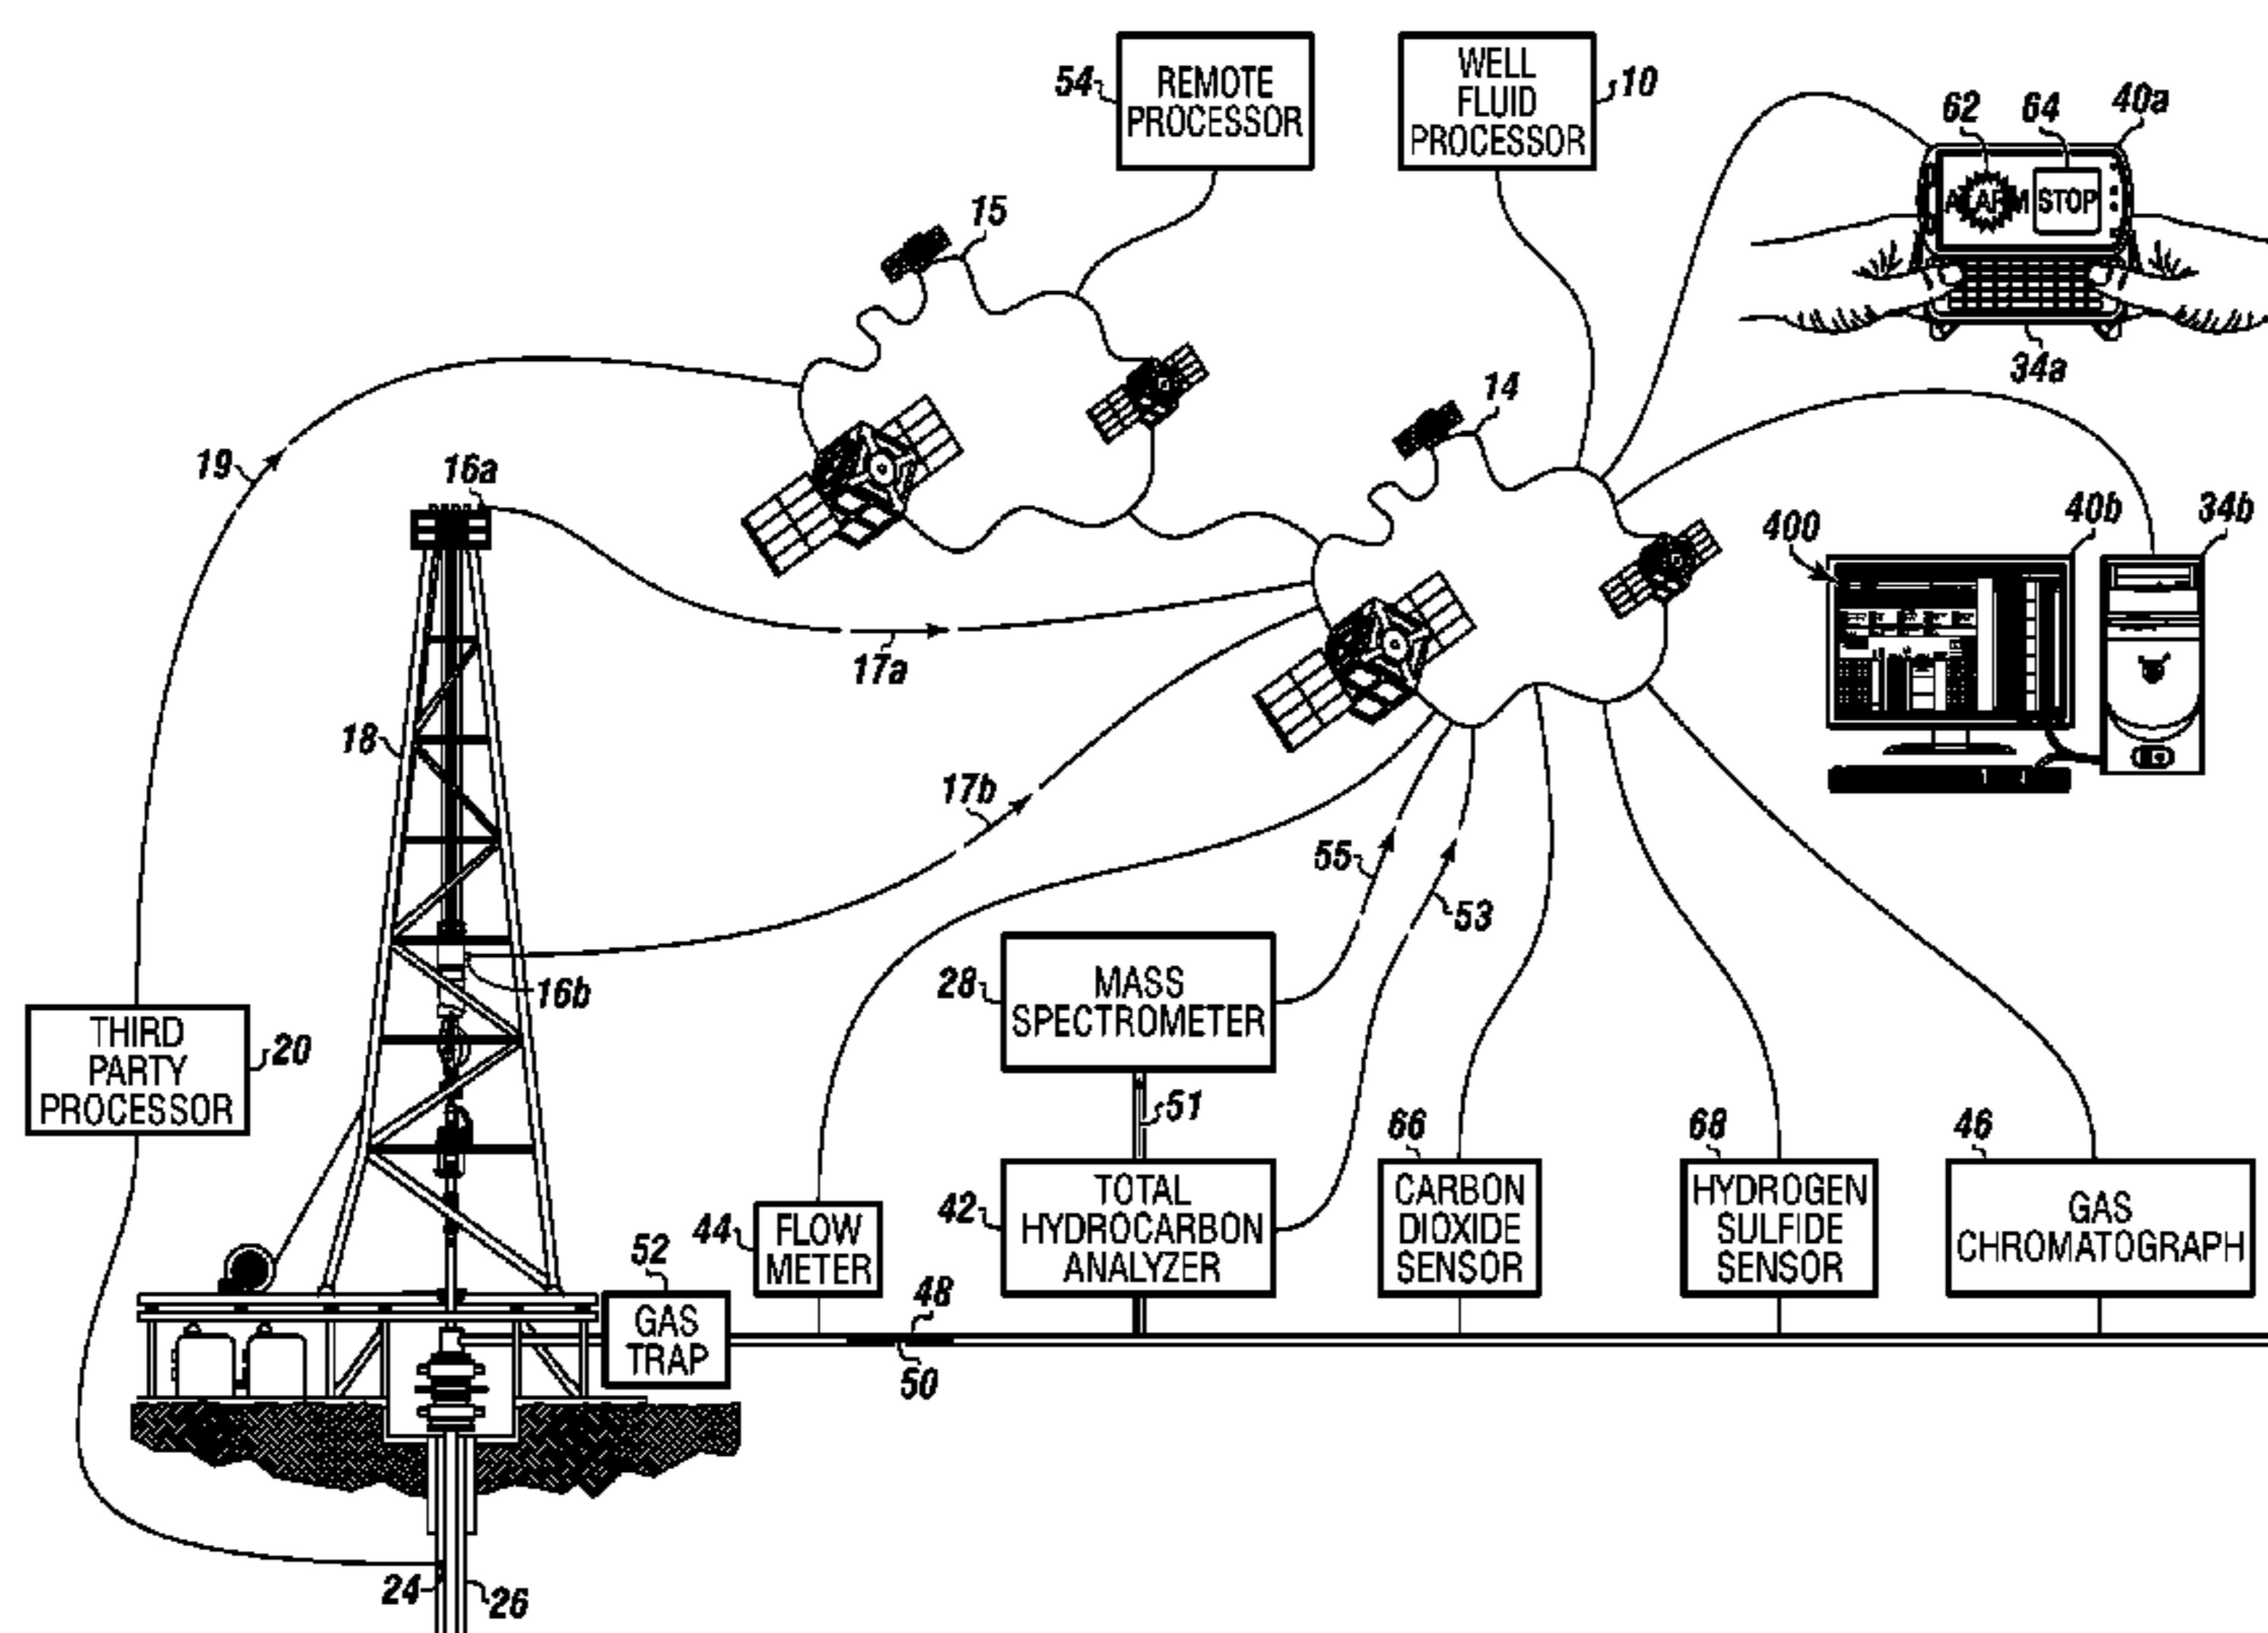 54
REMOTE
PROCESSOR
WELL
FLUID
PROCESSOR
10
62
64
40a
ALARM
STOP
34a
15
14
19
16a
17a
400
40b
34b
18
17b
55
53
16b
THIRD
PARTY
PROCESSOR
20
28
MASS
SPECTROMETER
51
66
68
46
44
FLOW
METER
42
TOTAL
HYDROCARBON
ANALYZER
CARBON
DIOXIDE
SENSOR
HYDROGEN
SULFIDE
SENSOR
GAS
CHROMATOGRAPH
52
GAS
TRAP
48
50
24
26